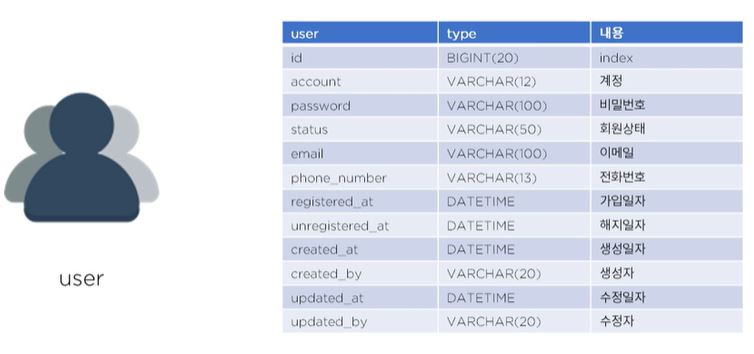 user type 내용
id BIGINT(20) index
account VARCHAR(12) 계정
password VARCHAR(100) 비밀번호
status VARCHAR(50) 회원상태
email VARCHAR(100) 이메일
phone_number VARCHAR(13) 전화번호
registered_at DATETIME 가입일자
unregistered_at DATETIME 해지일자
created_at DATETIME 생성일자
created_by VARCHAR(20) 생성자
updated_at DATETIME 수정일자
updated_by VARCHAR(20) 수정자
user